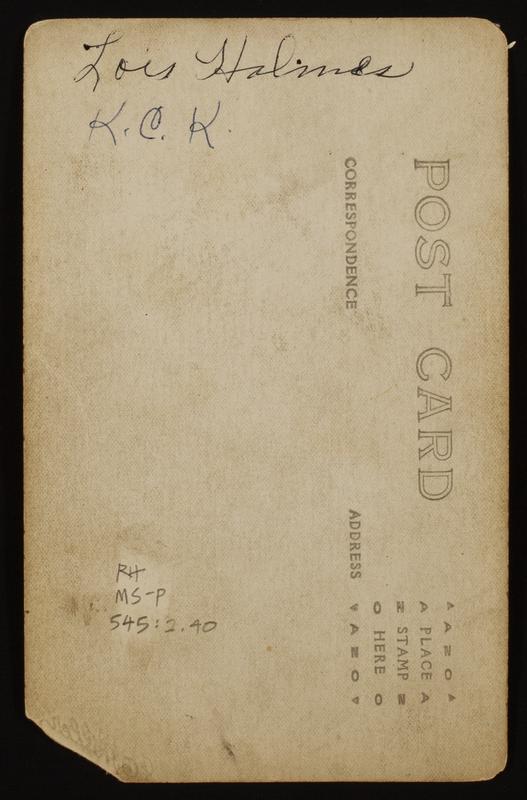 Lois Holmes
K. C. K.
POST CARD
CORRESPONDENCE
ADDRESS
▲ A Z O ▲
A PLACE A
Z STAMP Z
O HERE O
▼ A Z O ▼
RH
MS-P
545:2.40